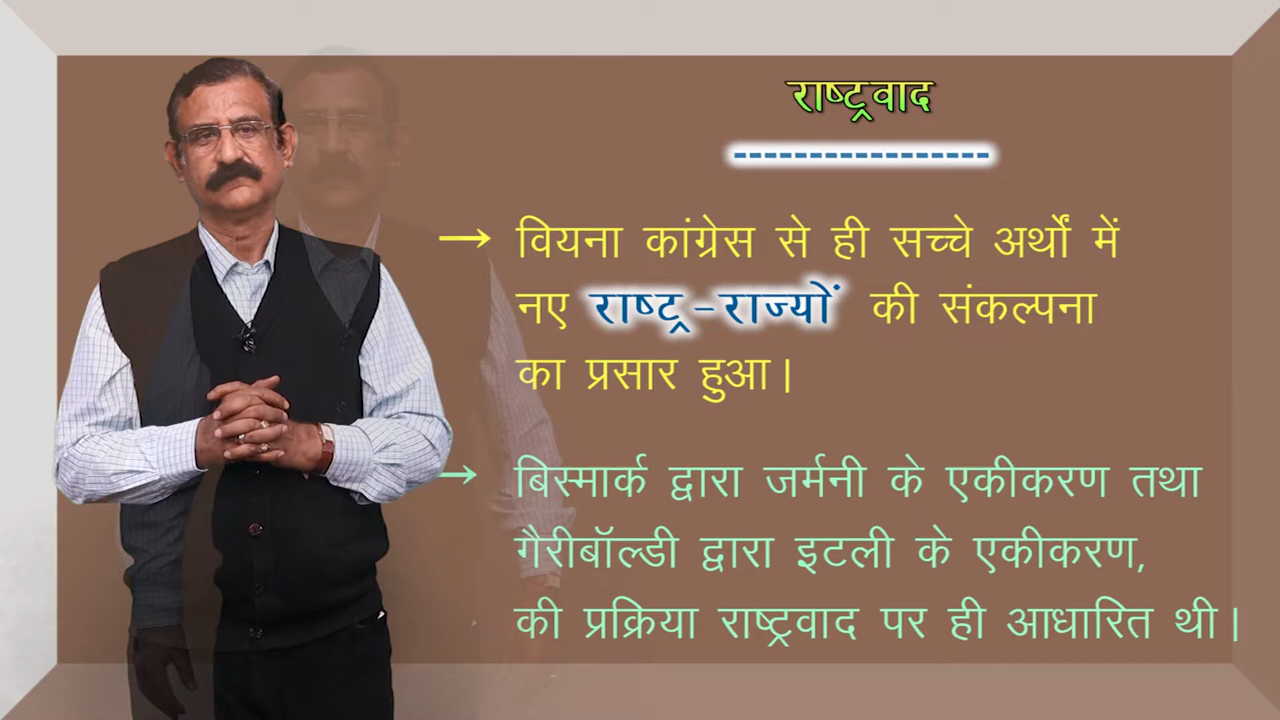 राष्ट्रवाद
-----------------
→ वियना कांग्रेस से ही सच्चे अर्थों में
नए राष्ट्र-राज्यों की संकल्पना
का प्रसार हुआ।
→ बिस्मार्क द्वारा जर्मनी के एकीकरण तथा
गैरीबॉल्डी द्वारा इटली के एकीकरण,
की प्रक्रिया राष्ट्रवाद पर ही आधारित थी।